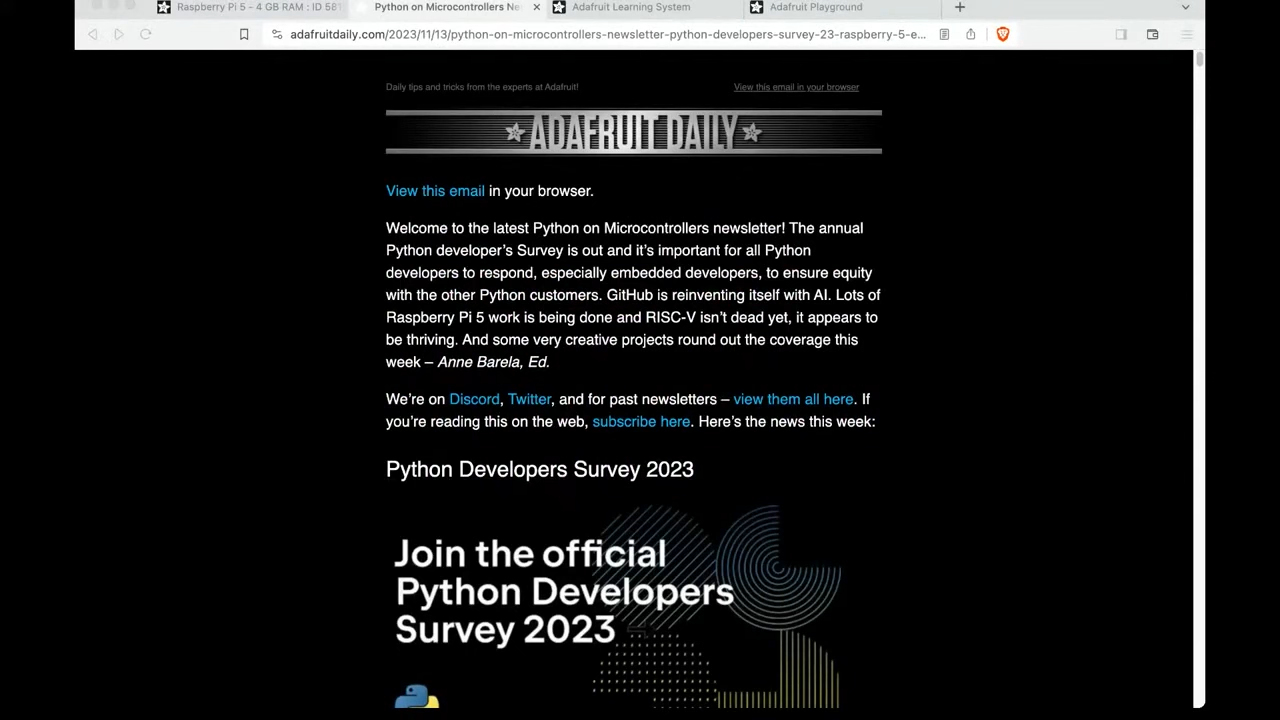 Raspberry Pi 5 - 4 GB RAM : ID 581
Python on Microcontrollers Ne
Adafruit Learning System
Adafruit Playground
adafruitdaily.com/2023/11/13/python-on-microcontrollers-newsletter-python-developers-survey-23-raspberry-5-e...
Daily tips and tricks from the experts at Adafruit!
View this email in your browser
ADAFRUIT DAILY
View this email in your browser.
Welcome to the latest Python on Microcontrollers newsletter! The annual
Python developer’s Survey is out and it’s important for all Python
developers to respond, especially embedded developers, to ensure equity
with the other Python customers. GitHub is reinventing itself with AI. Lots of
Raspberry Pi 5 work is being done and RISC-V isn’t dead yet, it appears to
be thriving. And some very creative projects round out the coverage this
week – Anne Barela, Ed.
We’re on Discord, Twitter, and for past newsletters – view them all here. If
you’re reading this on the web, subscribe here. Here’s the news this week:
Python Developers Survey 2023
Join the official
Python Developers
Survey 2023